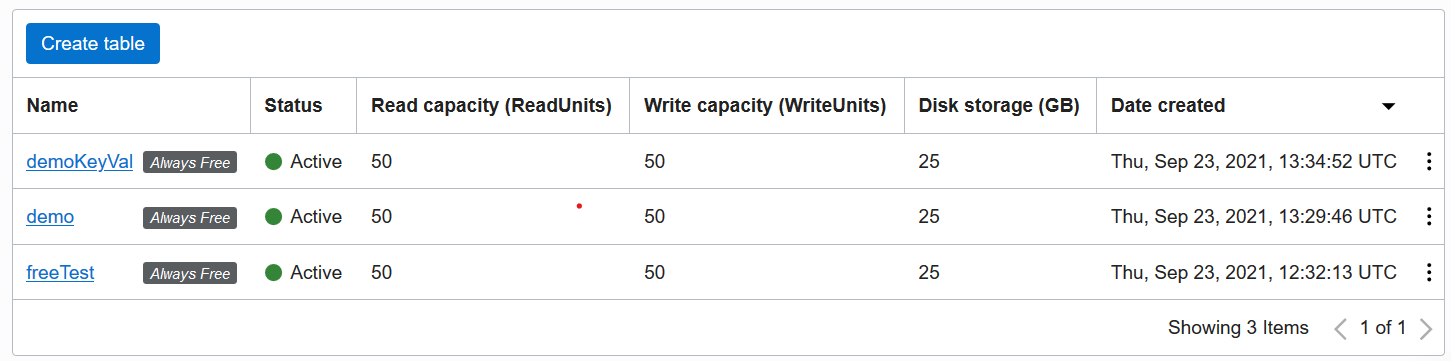 Create table
Name Status Read capacity (ReadUnits) Write capacity (WriteUnits) Disk storage (GB) Date created
demoKeyVal Always Free Active 50 50 25 Thu, Sep 23, 2021, 13:34:52 UTC
demo Always Free Active 50 50 25 Thu, Sep 23, 2021, 13:29:46 UTC
freeTest Always Free Active 50 50 25 Thu, Sep 23, 2021, 12:32:13 UTC
Showing 3 Items 1 of 1